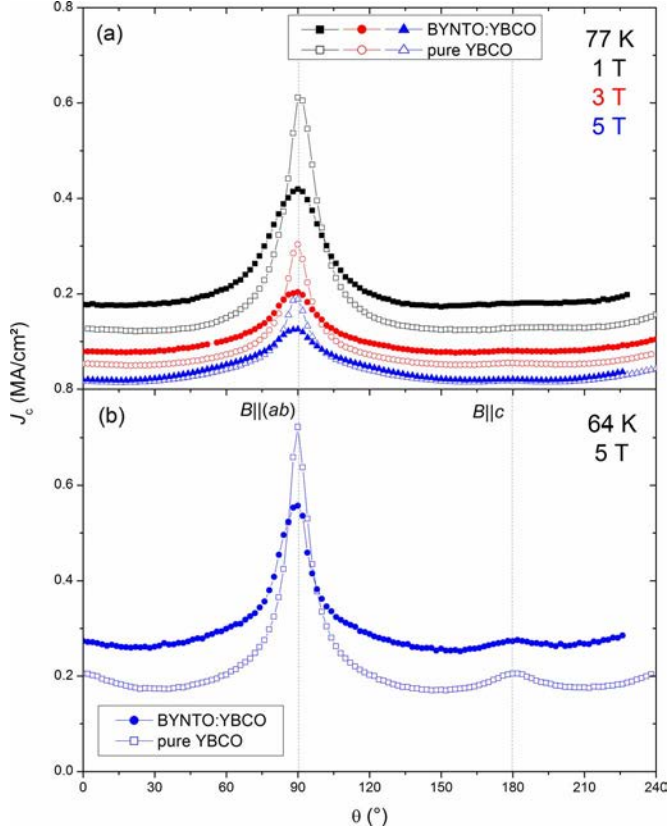 0.8
(a)
BYNTO:YBCO
pure YBCO
77 K
1 T
3 T
5 T
0.6
0.4
0.2
0.8
Jc (MA/cm²)
(b)
B||(ab)
B||c
64 K
5 T
0.6
0.4
0.2
0.0
BYNTO:YBCO
pure YBCO
0 30 60 90 120 150 180 210 240
θ (°)